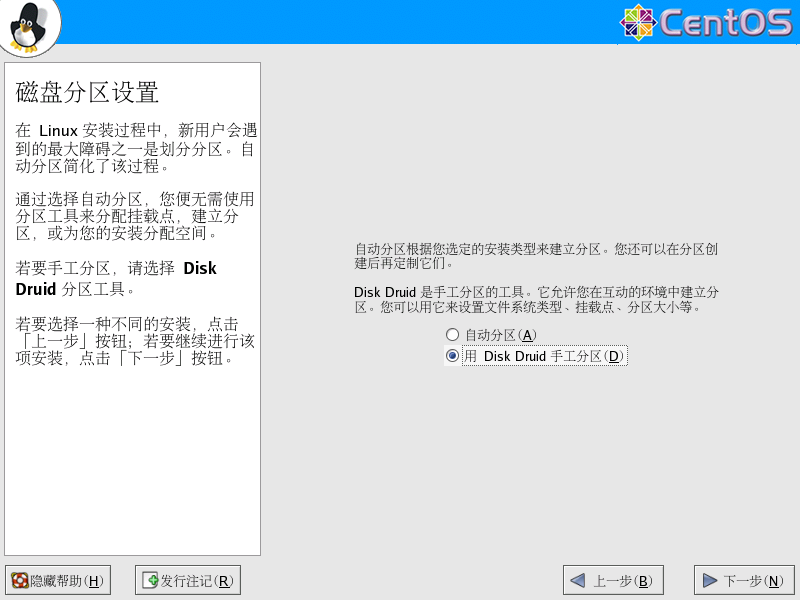 CentOS
磁盘分区设置
在 Linux 安装过程中，新用户会遇
到的最大障碍之一是划分分区。自
动分区简化了该过程。
通过选择自动分区，您便无需使用
分区工具来分配挂载点，建立分
区，或为您的安装分配空间。
若要手工分区，请选择 Disk
Druid 分区工具。
若要选择一种不同的安装，点击
「上一步」按钮；若要继续进行该
项安装，点击「下一步」按钮。
自动分区根据您选定的安装类型来建立分区。您还可以在分区创
建后再定制它们。
Disk Druid 是手工分区的工具。它允许您在互动的环境中建立分
区。您可以用它来设置文件系统类型、挂载点、分区大小等。
自动分区(A)
用 Disk Druid 手工分区(D)
隐藏帮助(H)
发行注记(R)
上一步(B)
下一步(N)